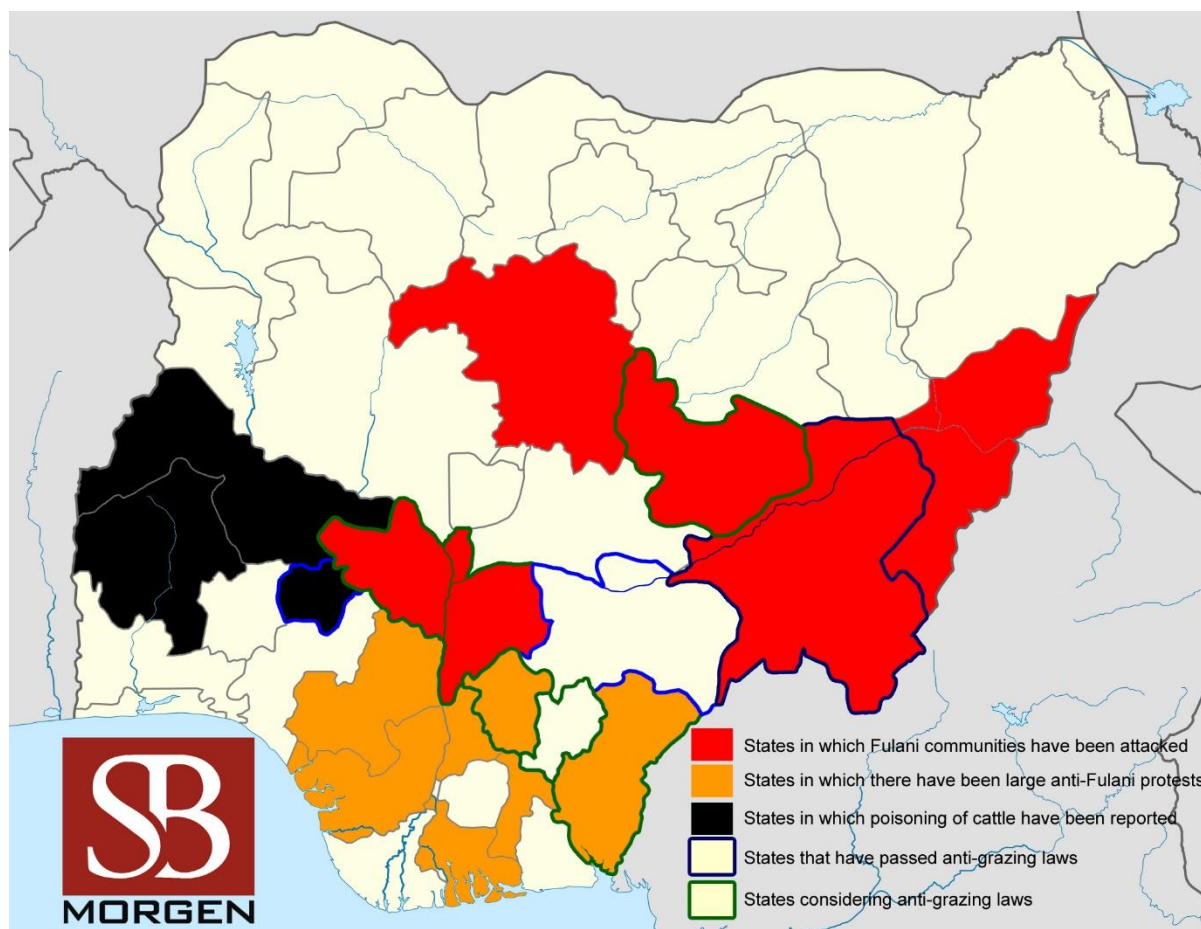 SB
MORGEN
States in which Fulani communities have been attacked
States in which there have been large anti-Fulani protests
States in which poisoning of cattle have been reported
States that have passed anti-grazing laws
States considering anti-grazing laws